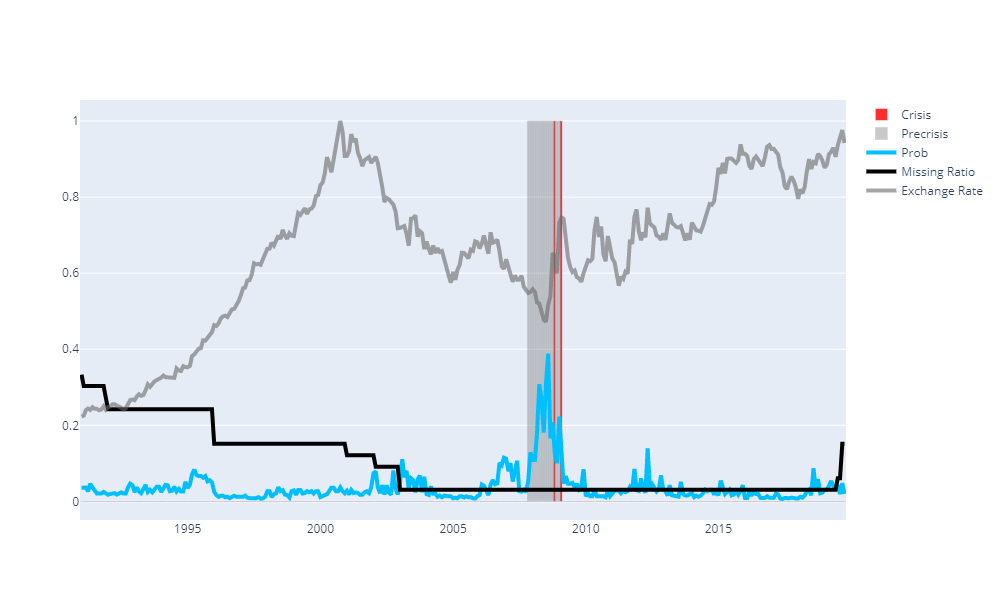 1
0.8
0.6
0.4
0.2
0
1995
2000
2005
2010
2015
Crisis
Precrisis
Prob
Missing Ratio
Exchange Rate